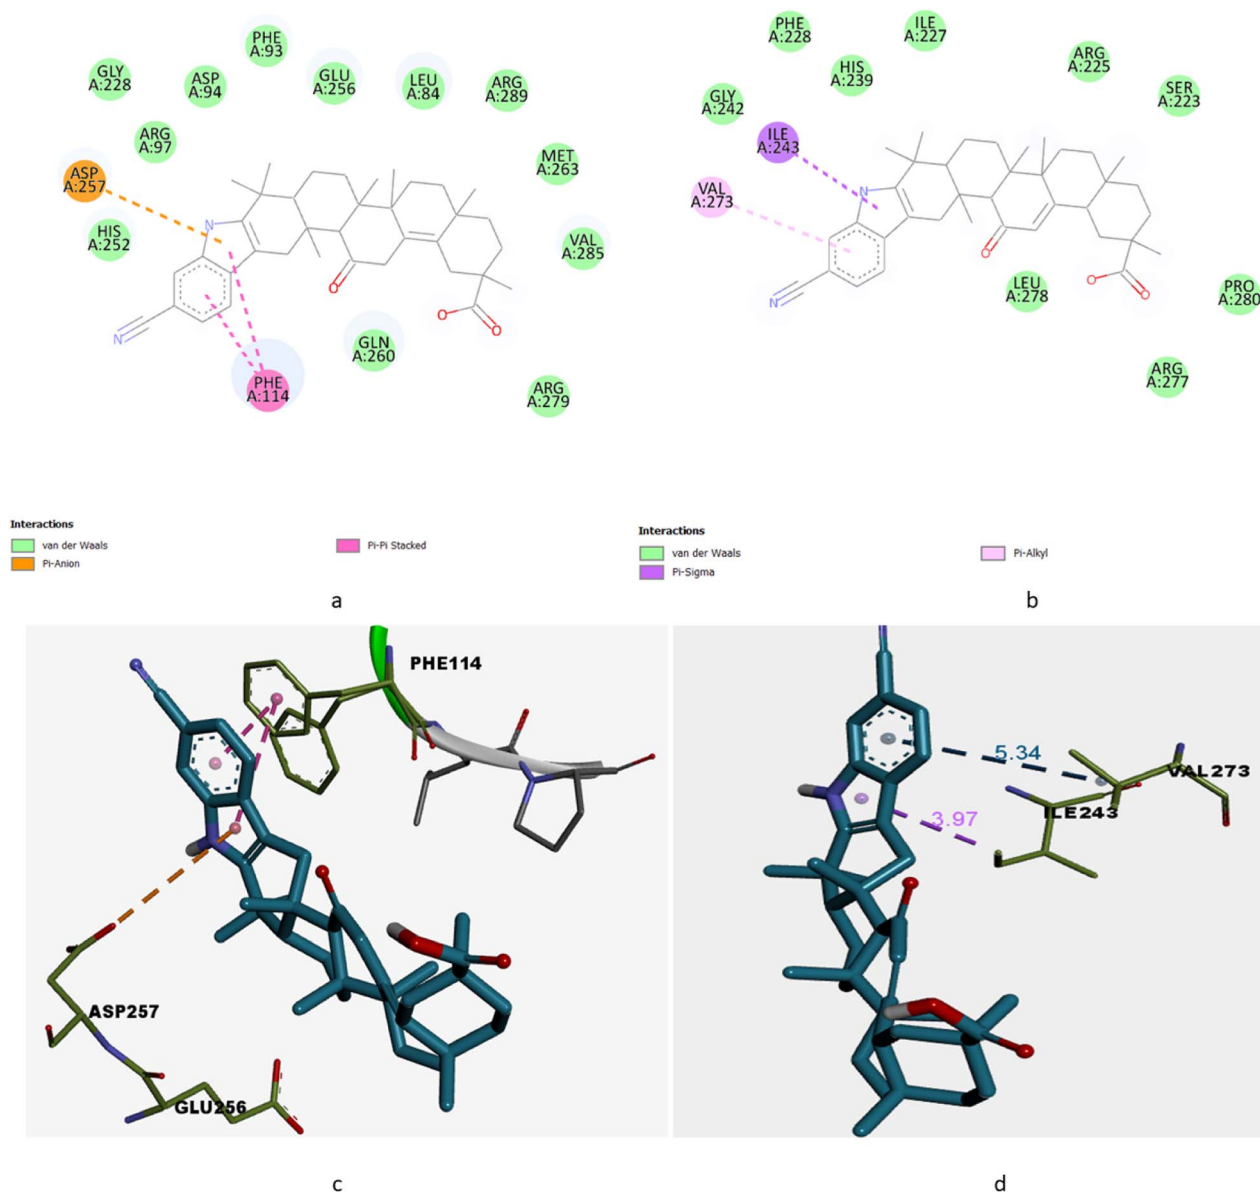 PHE
A:93
GLY
A:228
ASP
A:94
GLU
A:256
LEU
A:84
ARG
A:289
ARG
A:97
MET
A:263
ASP
A:257
HIS
A:252
VAL
A:285
N
N
O
O
O
GLN
A:260
PHE
A:114
ARG
A:279
Interactions
van der Waals
Pi-Anion
Pi-Pi Stacked
a
PHE
A:228
ILE
A:227
HIS
A:239
ARG
A:225
GLY
A:242
SER
A:223
ILE
A:243
VAL
A:273
N
N
O
O
O
LEU
A:278
PRO
A:280
ARG
A:277
Interactions
van der Waals
Pi-Sigma
Pi-Alkyl
b
PHE114
ASP257
GLU256
c
5.34
VAL273
ILE243
3.97
d